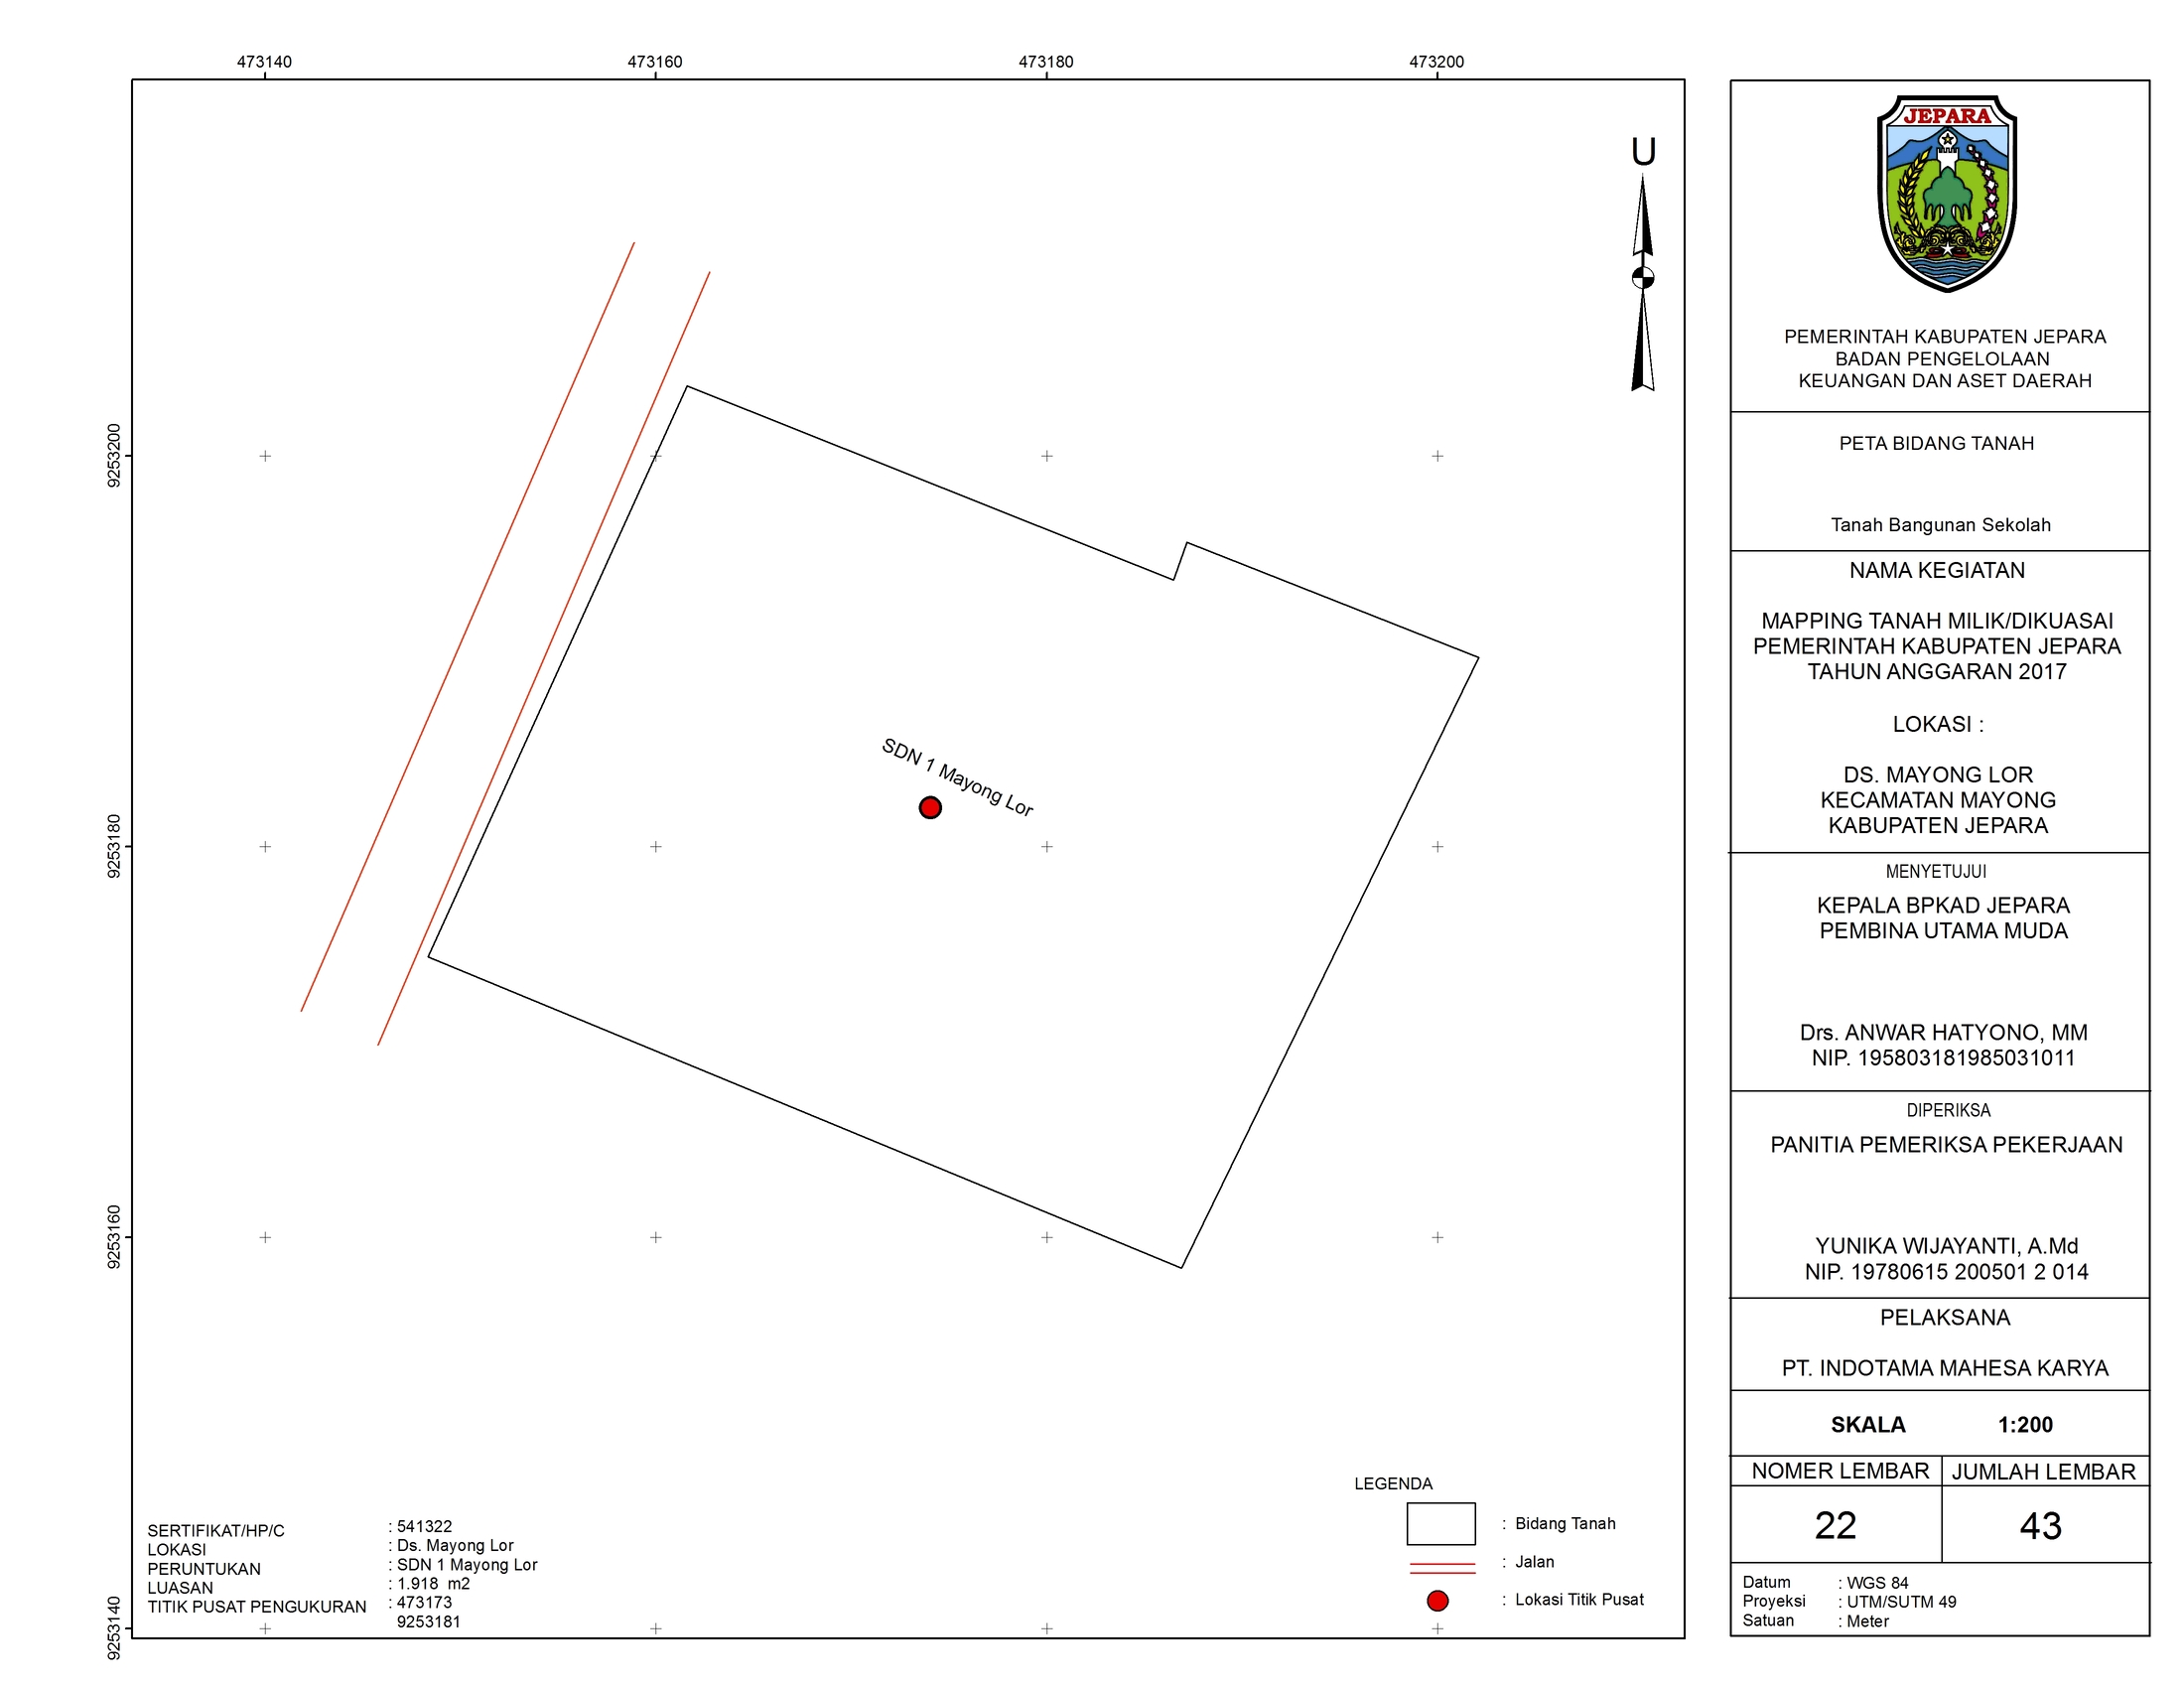 473140
473160
473180
473200
9253200
9253180
9253160
9253140
U
SDN 1 Mayong Lor
SERTIFIKAT/HP/C : 541322
LOKASI : Ds. Mayong Lor
PERUNTUKAN : SDN 1 Mayong Lor
LUASAN : 1.918 m2
TITIK PUSAT PENGUKURAN : 473173
9253181
LEGENDA
: Bidang Tanah
: Jalan
: Lokasi Titik Pusat
JEPARA
PEMERINTAH KABUPATEN JEPARA
BADAN PENGELOLAAN
KEUANGAN DAN ASET DAERAH
PETA BIDANG TANAH
Tanah Bangunan Sekolah
NAMA KEGIATAN
MAPPING TANAH MILIK/DIKUASAI
PEMERINTAH KABUPATEN JEPARA
TAHUN ANGGARAN 2017
LOKASI :
DS. MAYONG LOR
KECAMATAN MAYONG
KABUPATEN JEPARA
MENYETUJUI
KEPALA BPKAD JEPARA
PEMBINA UTAMA MUDA
Drs. ANWAR HATYONO, MM
NIP. 195803181985031011
DIPERIKSA
PANITIA PEMERIKSA PEKERJAAN
YUNIKA WIJAYANTI, A.Md
NIP. 19780615 200501 2 014
PELAKSANA
PT. INDOTAMA MAHESA KARYA
SKALA 1:200
NOMER LEMBAR JUMLAH LEMBAR
22 43
Datum : WGS 84
Proyeksi : UTM/SUTM 49
Satuan : Meter